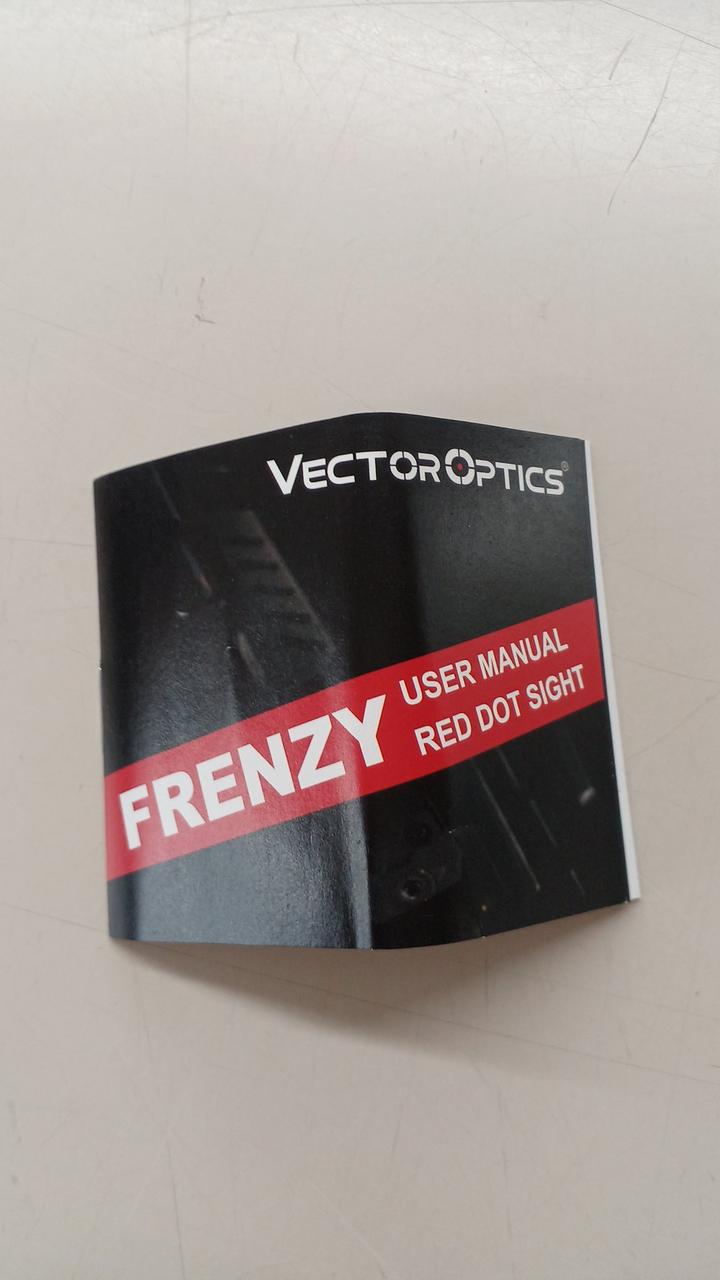 VECTOROPTICS®
FRENZY
USER MANUAL
RED DOT SIGHT